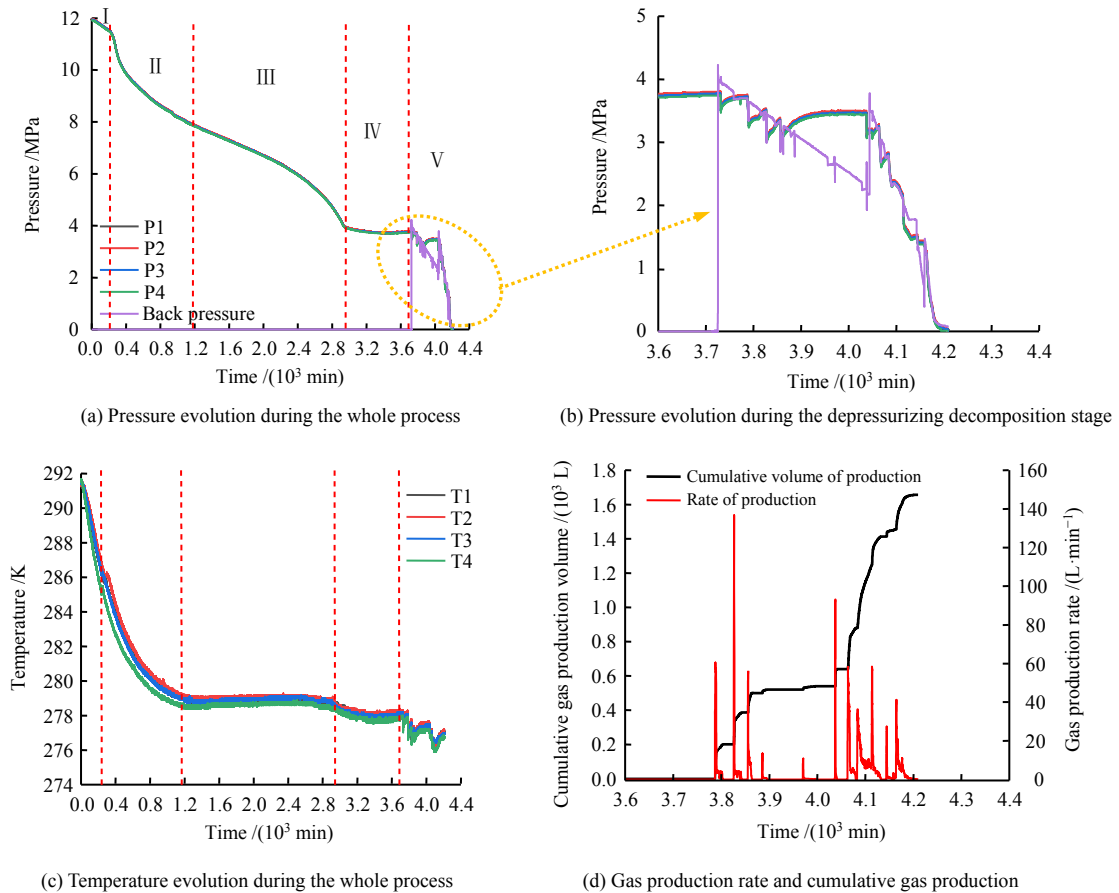 12
10
8
6
4
2
0
Pressure /MPa
I
II
III
IV
V
P1
P2
P3
P4
Back pressure
0.0 0.4 0.8 1.2 1.6 2.0 2.4 2.8 3.2 3.6 4.0 4.4
Time /(10³ min)
(a) Pressure evolution during the whole process
5
4
3
2
1
0
Pressure /MPa
3.6 3.7 3.8 3.9 4.0 4.1 4.2 4.3 4.4
Time /(10³ min)
(b) Pressure evolution during the depressurizing decomposition stage
292
290
288
286
284
282
280
279
278
276
274
Temperature /K
T1
T2
T3
T4
0.0 0.4 0.8 1.2 1.6 2.0 2.4 2.8 3.2 3.6 4.0 4.4
Time /(10³ min)
(c) Temperature evolution during the whole process
1.8
1.6
1.4
1.2
1.0
0.8
0.6
0.4
0.2
0.0
Cumulative gas production volume /(10³ L)
Cumulative volume of production
Rate of production
160
140
120
100
80
60
40
20
0
Gas production rate /(L·min⁻¹)
3.6 3.7 3.8 3.9 4.0 4.1 4.2 4.3 4.4
Time /(10³ min)
(d) Gas production rate and cumulative gas production